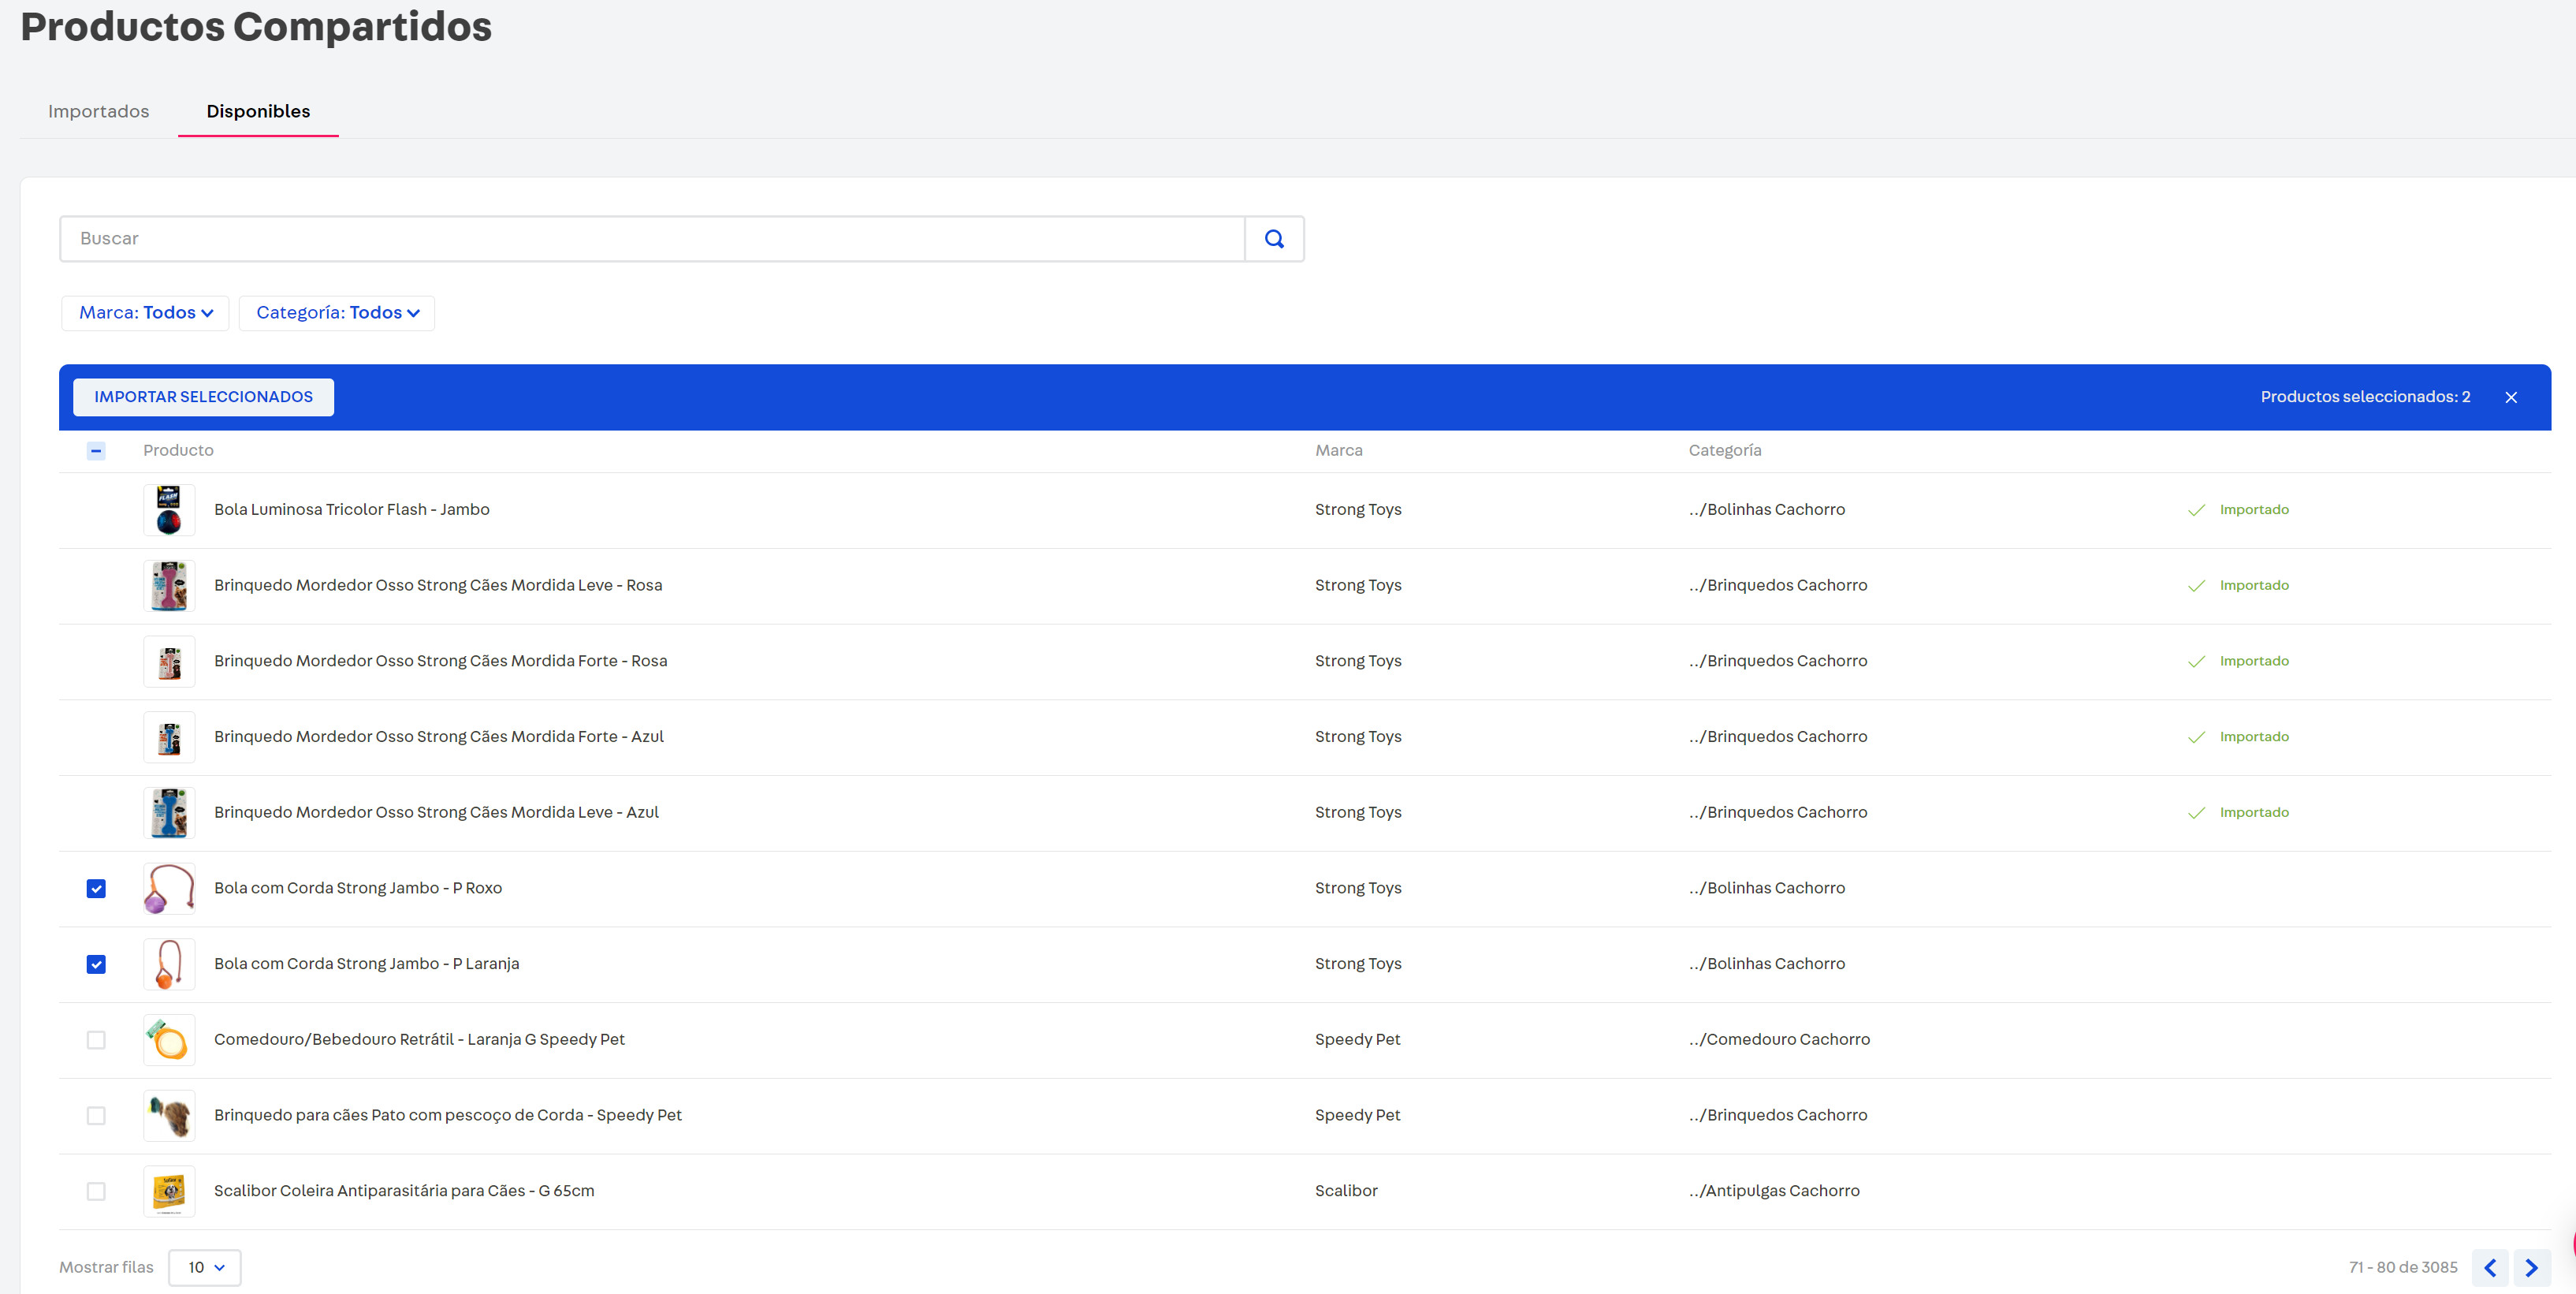 Productos Compartidos
Importados Disponibles
Buscar
Marca: Todos Categoría: Todos
IMPORTAR SELECCIONADOS Productos seleccionados: 2
Producto Marca Categoría
Bola Luminosa Tricolor Flash - Jambo Strong Toys ../Bolinhas Cachorro Importado
Brinquedo Mordedor Osso Strong Cães Mordida Leve - Rosa Strong Toys ../Brinquedos Cachorro Importado
Brinquedo Mordedor Osso Strong Cães Mordida Forte - Rosa Strong Toys ../Brinquedos Cachorro Importado
Brinquedo Mordedor Osso Strong Cães Mordida Forte - Azul Strong Toys ../Brinquedos Cachorro Importado
Brinquedo Mordedor Osso Strong Cães Mordida Leve - Azul Strong Toys ../Brinquedos Cachorro Importado
Bola com Corda Strong Jambo - P Roxo Strong Toys ../Bolinhas Cachorro
Bola com Corda Strong Jambo - P Laranja Strong Toys ../Bolinhas Cachorro
Comedouro/Bebedouro Retrátil - Laranja G Speedy Pet Speedy Pet ../Comedouro Cachorro
Brinquedo para cães Pato com pescoço de Corda - Speedy Pet Speedy Pet ../Brinquedos Cachorro
Scalibor Coleira Antiparasitária para Cães - G 65cm Scalibor ../Antipulgas Cachorro
Mostrar filas 10 71 - 80 de 3085